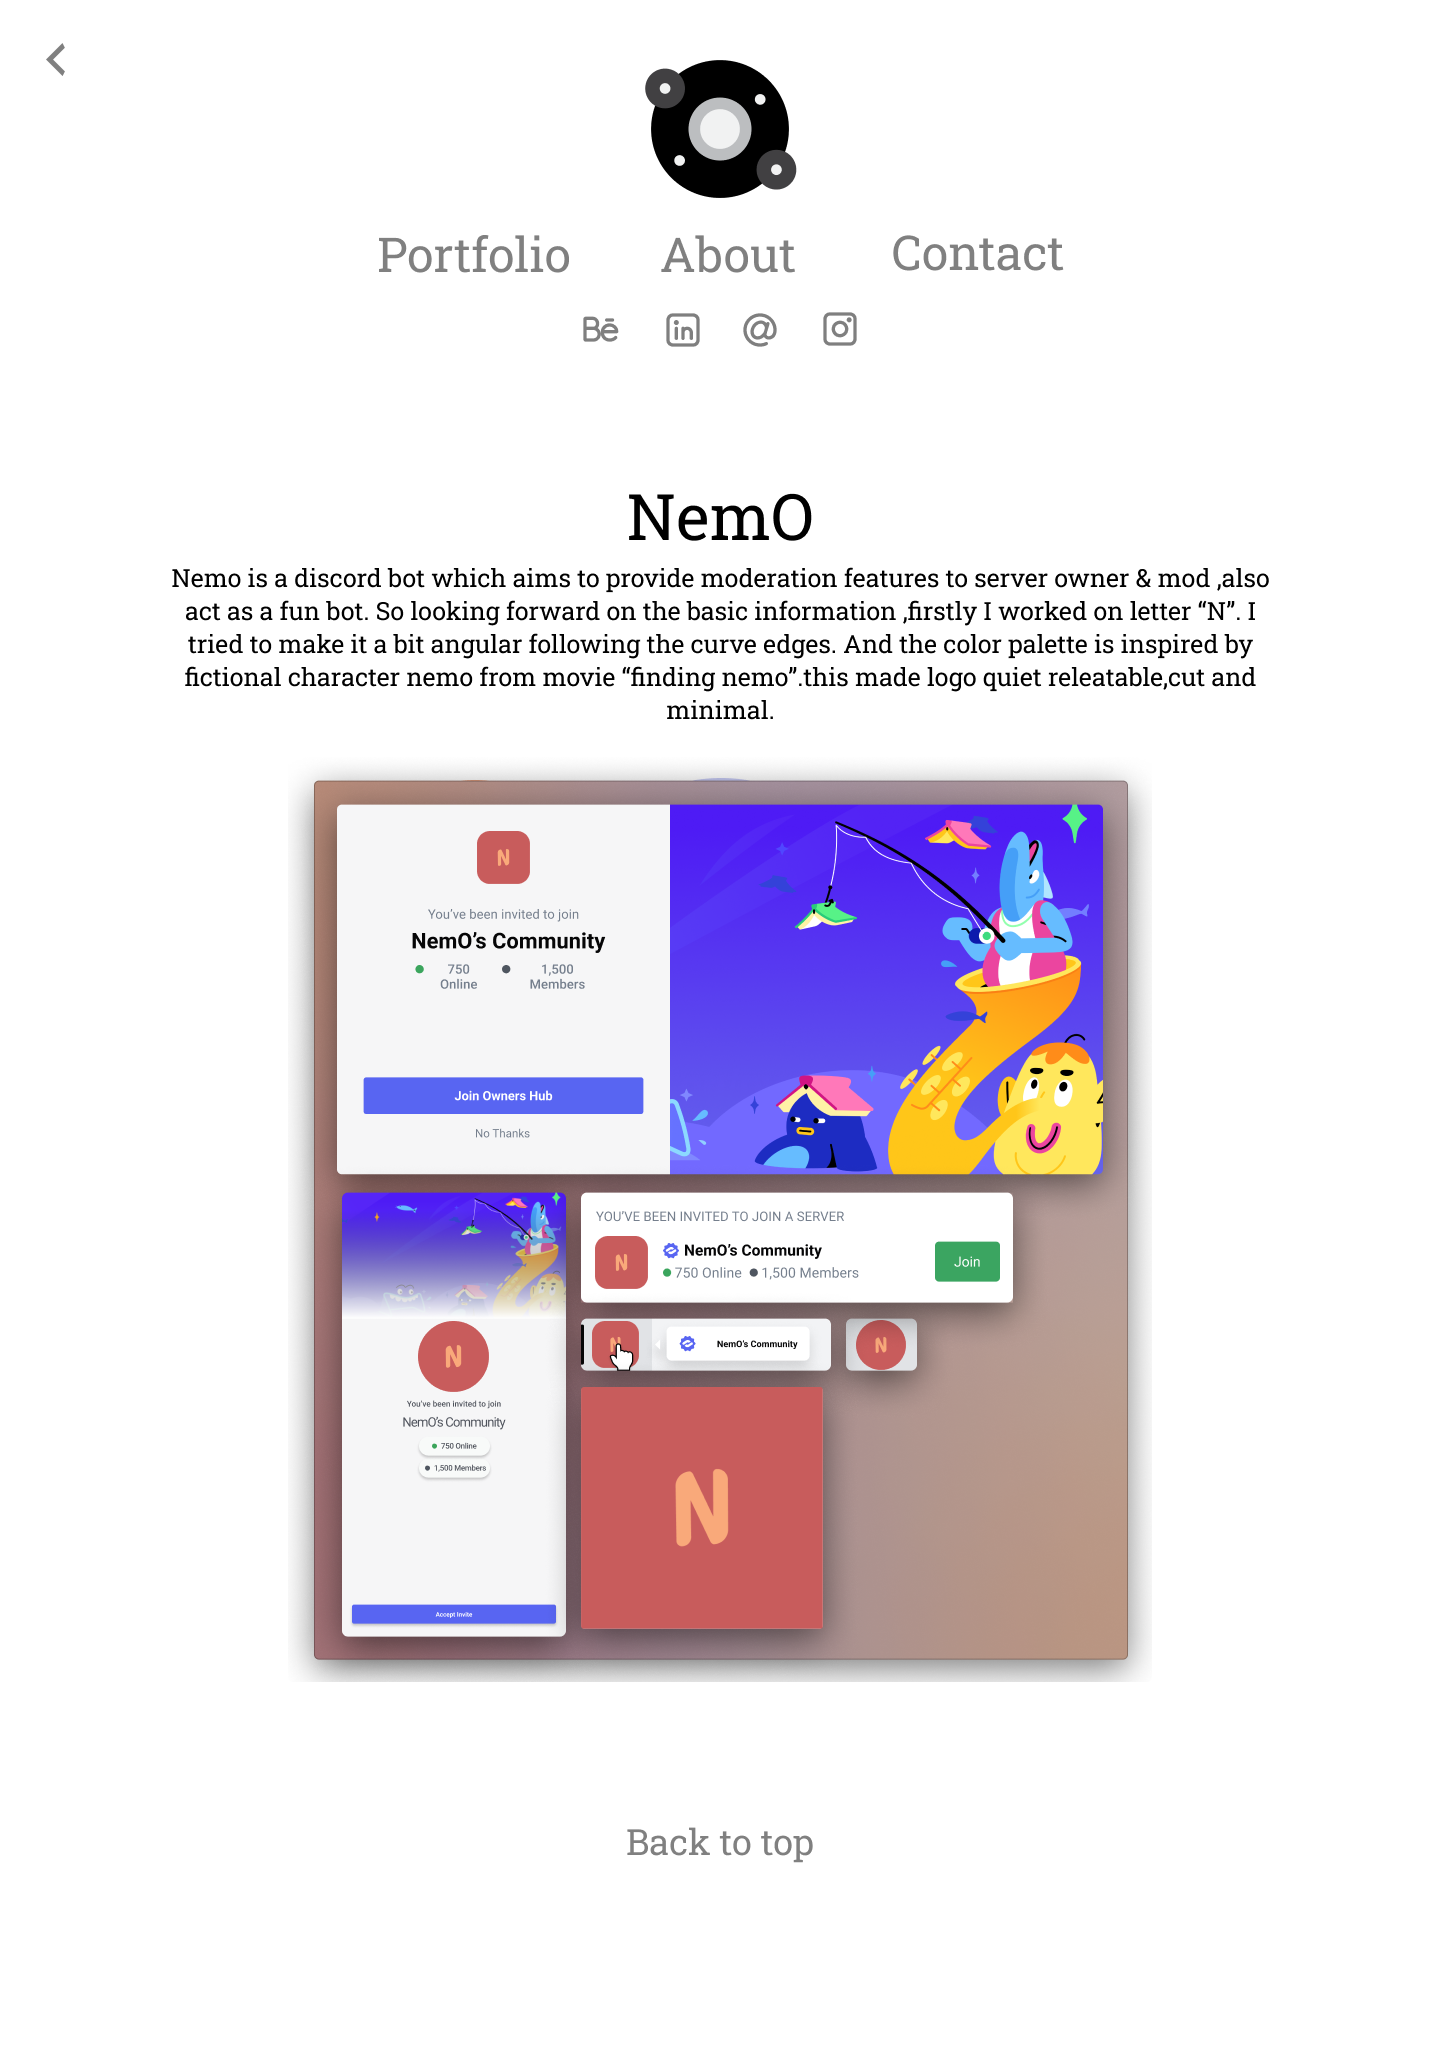 Portfolio
About
Contact
Bē
in
@
NemO
Nemo is a discord bot which aims to provide moderation features to server owner & mod ,also
act as a fun bot. So looking forward on the basic information ,firstly I worked on letter “N”. I
tried to make it a bit angular following the curve edges. And the color palette is inspired by
fictional character nemo from movie “finding nemo”.this made logo quiet releatable,cut and
minimal.
N
You've been invited to join
NemO's Community
750 Online
1,500 Members
Join Owners Hub
No Thanks
N
You've been invited to join
NemO's Community
750 Online
1,500 Members
Accept Invite
YOU'VE BEEN INVITED TO JOIN A SERVER
N
NemO's Community
750 Online
1,500 Members
Join
N
NemO's Community
N
N
Back to top